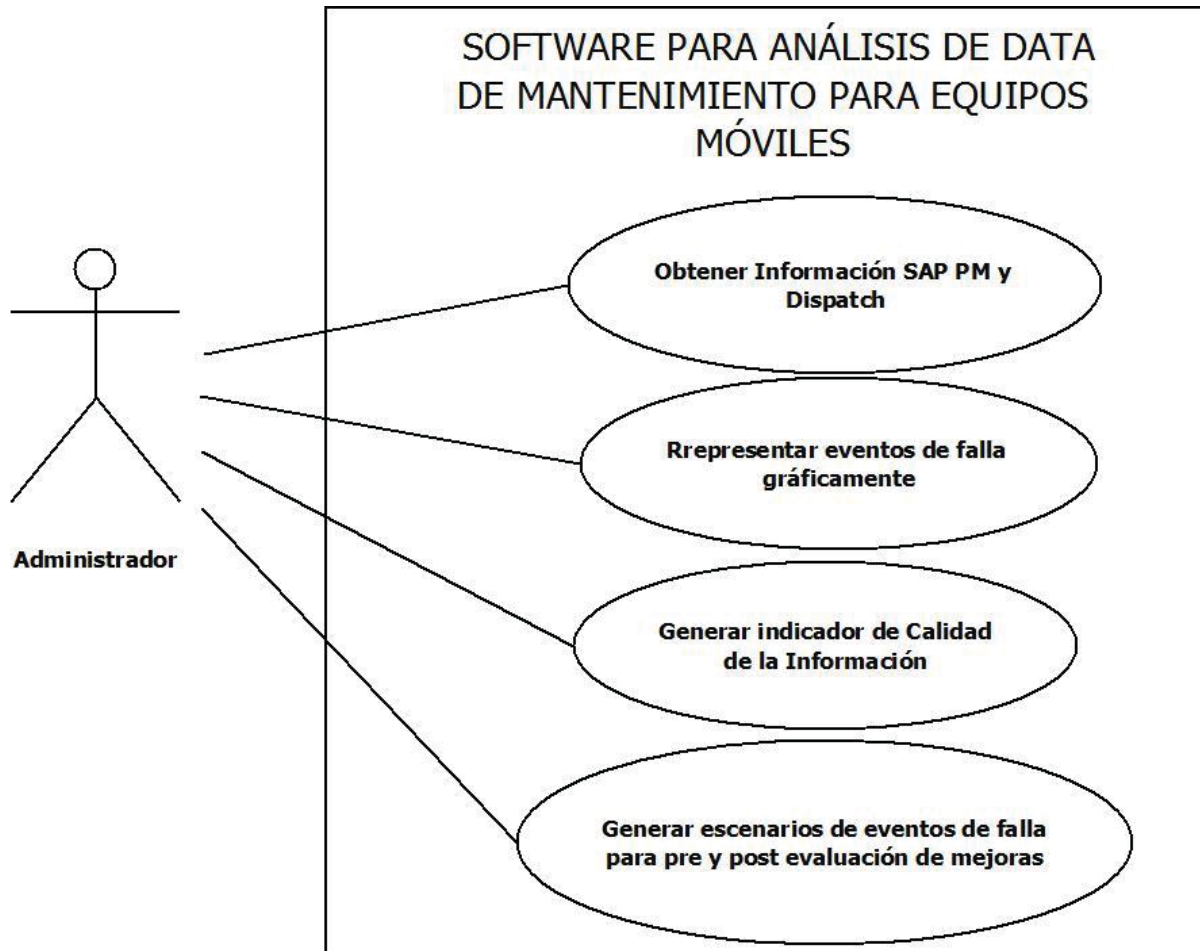 SOFTWARE PARA ANÁLISIS DE DATA
DE MANTENIMIENTO PARA EQUIPOS
MÓVILES
Obtener Información SAP PM y
Dispatch
Rrepresentar eventos de falla
gráficamente
Administrador
Generar indicador de Calidad
de la Información
Generar escenarios de eventos de falla
para pre y post evaluación de mejoras